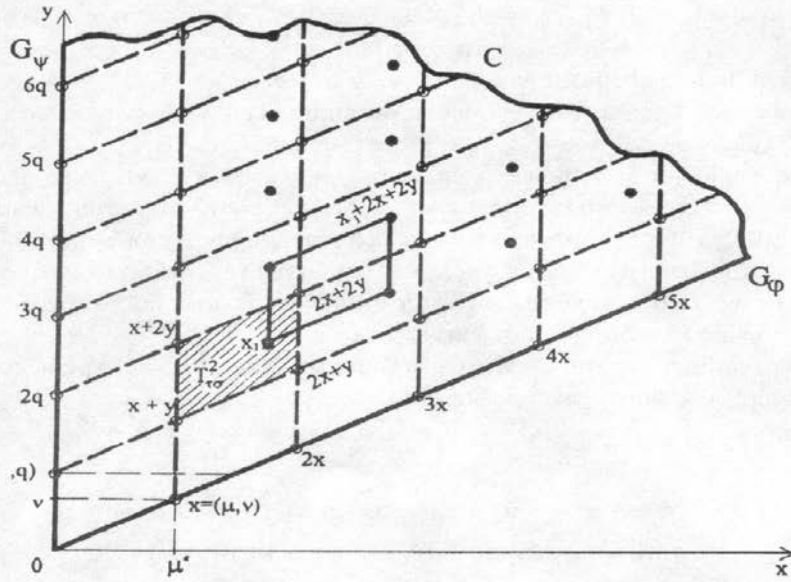 y
G_ψ
C
6q
5q
x₁+2x+2y
4q
G_φ
3q
2x+2y
5x
x+2y
x₁
4x
T²_τσ
2x+y
2q
x + y
3x
,q)
2x
ν
x=(μ,ν)
0
μ
x